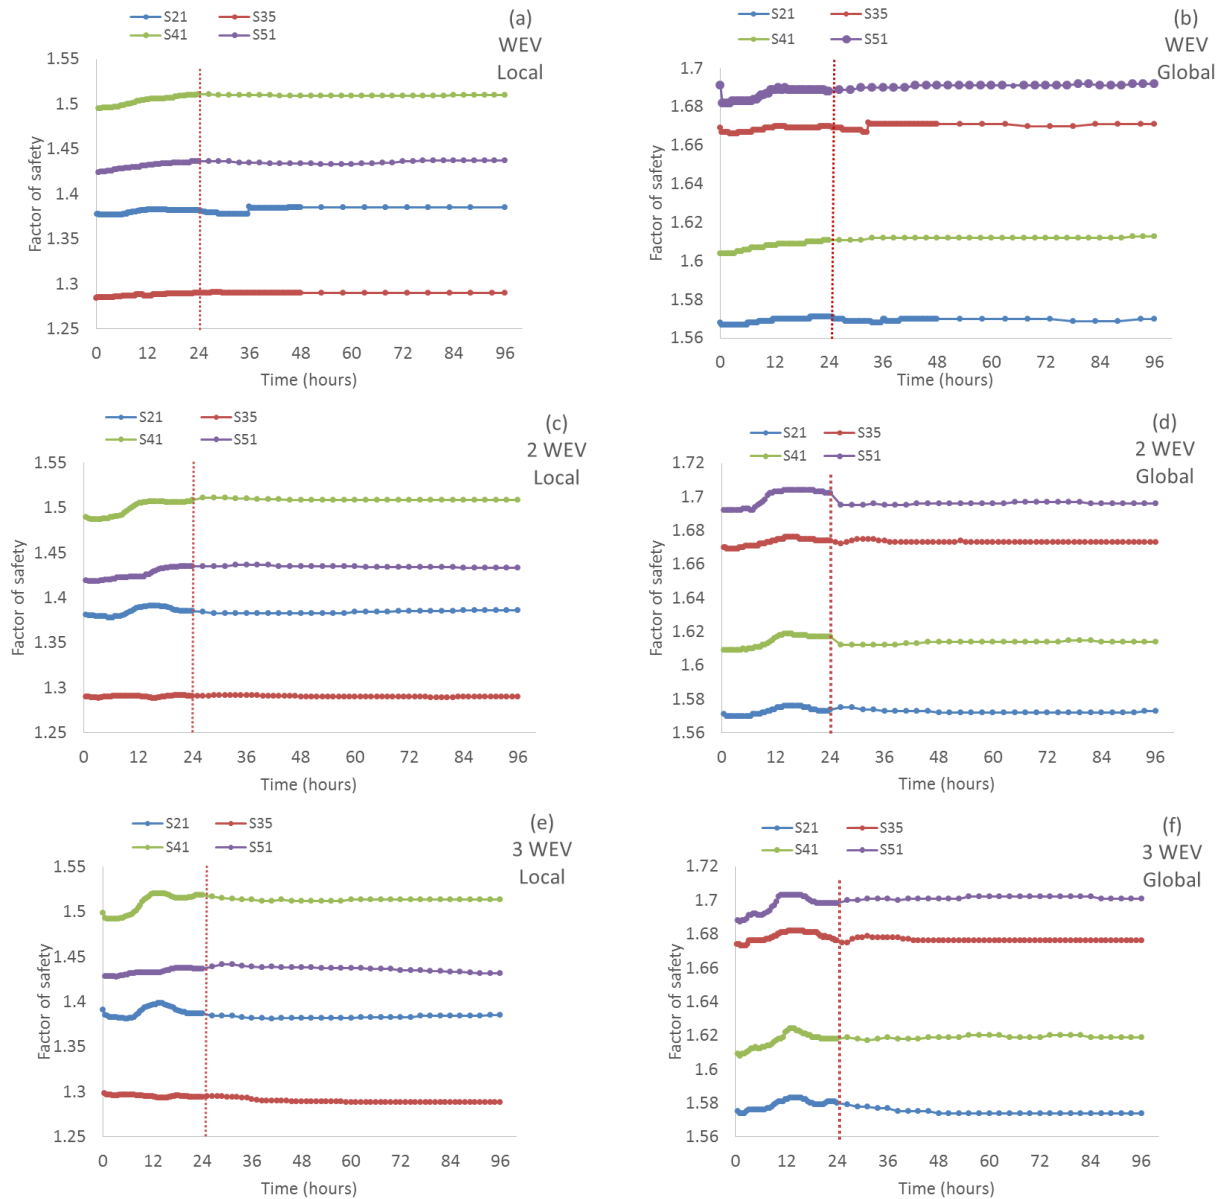 S21 S35
S41 S51
(a)
WEV
Local
Factor of safety
1.55
1.5
1.45
1.4
1.35
1.3
1.25
0 12 24 36 48 60 72 84 96
Time (hours)
S21 S35
S41 S51
(b)
WEV
Global
Factor of safety
1.7
1.68
1.66
1.64
1.62
1.6
1.58
1.56
0 12 24 36 48 60 72 84 96
Time (hours)
S21 S35
S41 S51
(c)
2 WEV
Local
Factor of safety
1.55
1.5
1.45
1.4
1.35
1.3
1.25
0 12 24 36 48 60 72 84 96
Time (hours)
S21 S35
S41 S51
(d)
2 WEV
Global
Factor of safety
1.72
1.7
1.68
1.66
1.64
1.62
1.6
1.58
1.56
0 12 24 36 48 60 72 84 96
Time (hours)
S21 S35
S41 S51
(e)
3 WEV
Local
Factor of safety
1.55
1.5
1.45
1.4
1.35
1.3
1.25
0 12 24 36 48 60 72 84 96
Time (hours)
S21 S35
S41 S51
(f)
3 WEV
Global
Factor of safety
1.72
1.7
1.68
1.66
1.64
1.62
1.6
1.58
1.56
0 12 24 36 48 60 72 84 96
Time (hours)